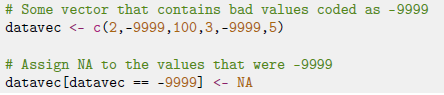 # Some vector that contains bad values coded as -9999
datavec <- c(2,-9999,100,3,-9999,5)
# Assign NA to the values that were -9999
datavec[datavec == -9999] <- NA